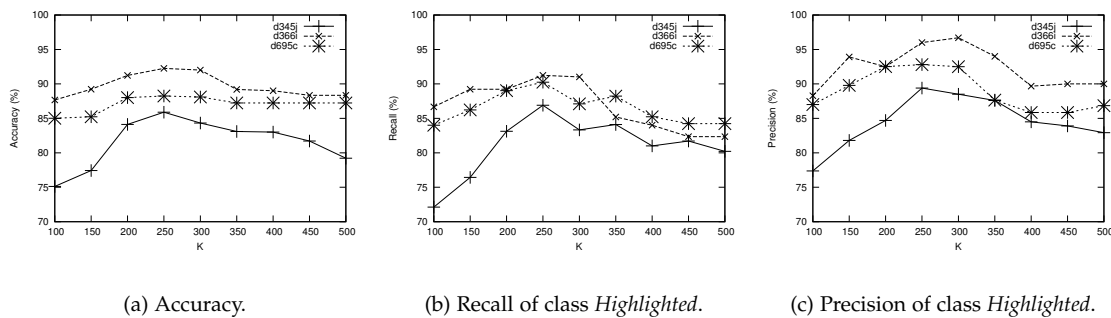 100
95
90
85
80
75
70
Accuracy (%)
100 150 200 250 300 350 400 450 500
K
d345j
d366i
d695c
(a) Accuracy.
100
95
90
85
80
75
70
Recall (%)
100 150 200 250 300 350 400 450 500
K
d345j
d366i
d695c
(b) Recall of class Highlighted.
100
95
90
85
80
75
70
Precision (%)
100 150 200 250 300 350 400 450 500
K
d345j
d366i
d695c
(c) Precision of class Highlighted.